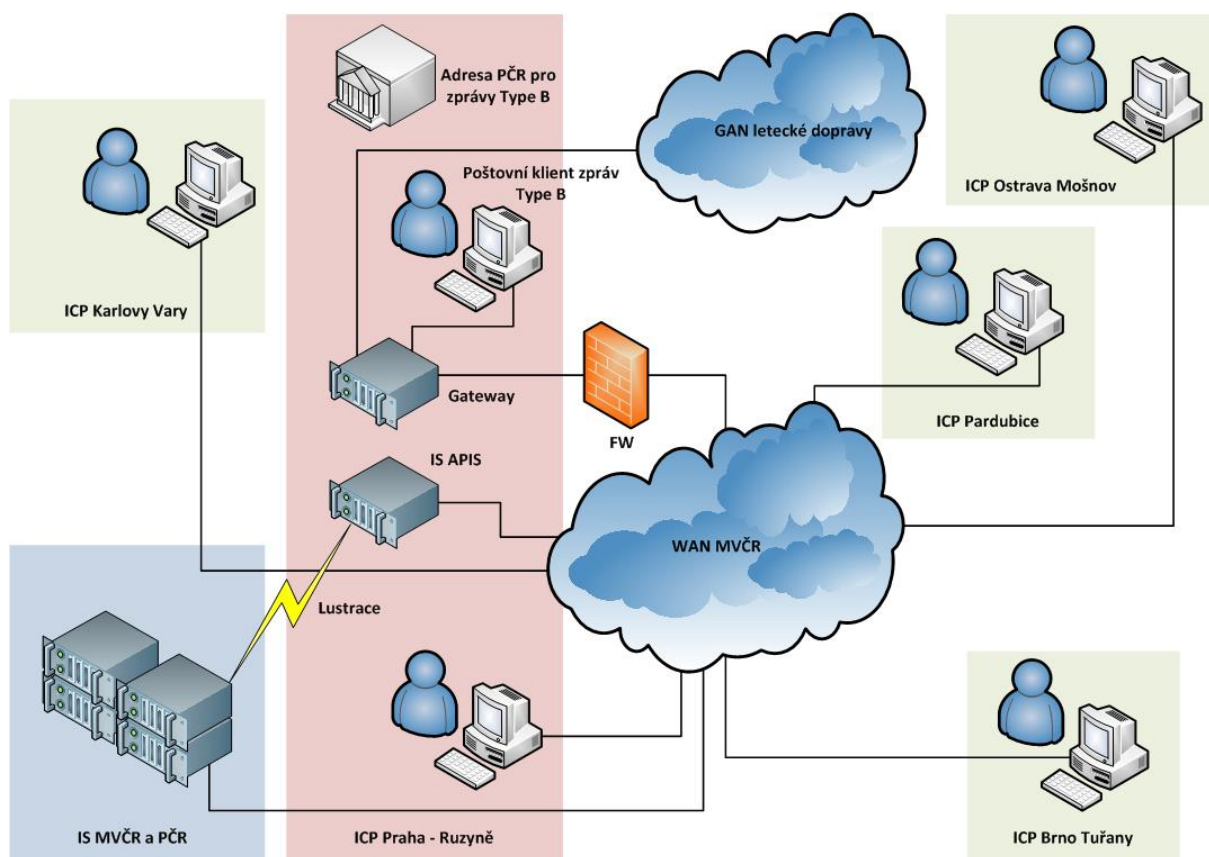 Adresa PČR pro
zprávy Type B
GAN letecké dopravy
Poštovní klient zpráv
Type B
ICP Ostrava Mošnov
ICP Karlovy Vary
Gateway
FW
ICP Pardubice
IS APIS
WAN MVČR
Lustrace
IS MVČR a PČR
ICP Praha - Ruzyně
ICP Brno Tuřany